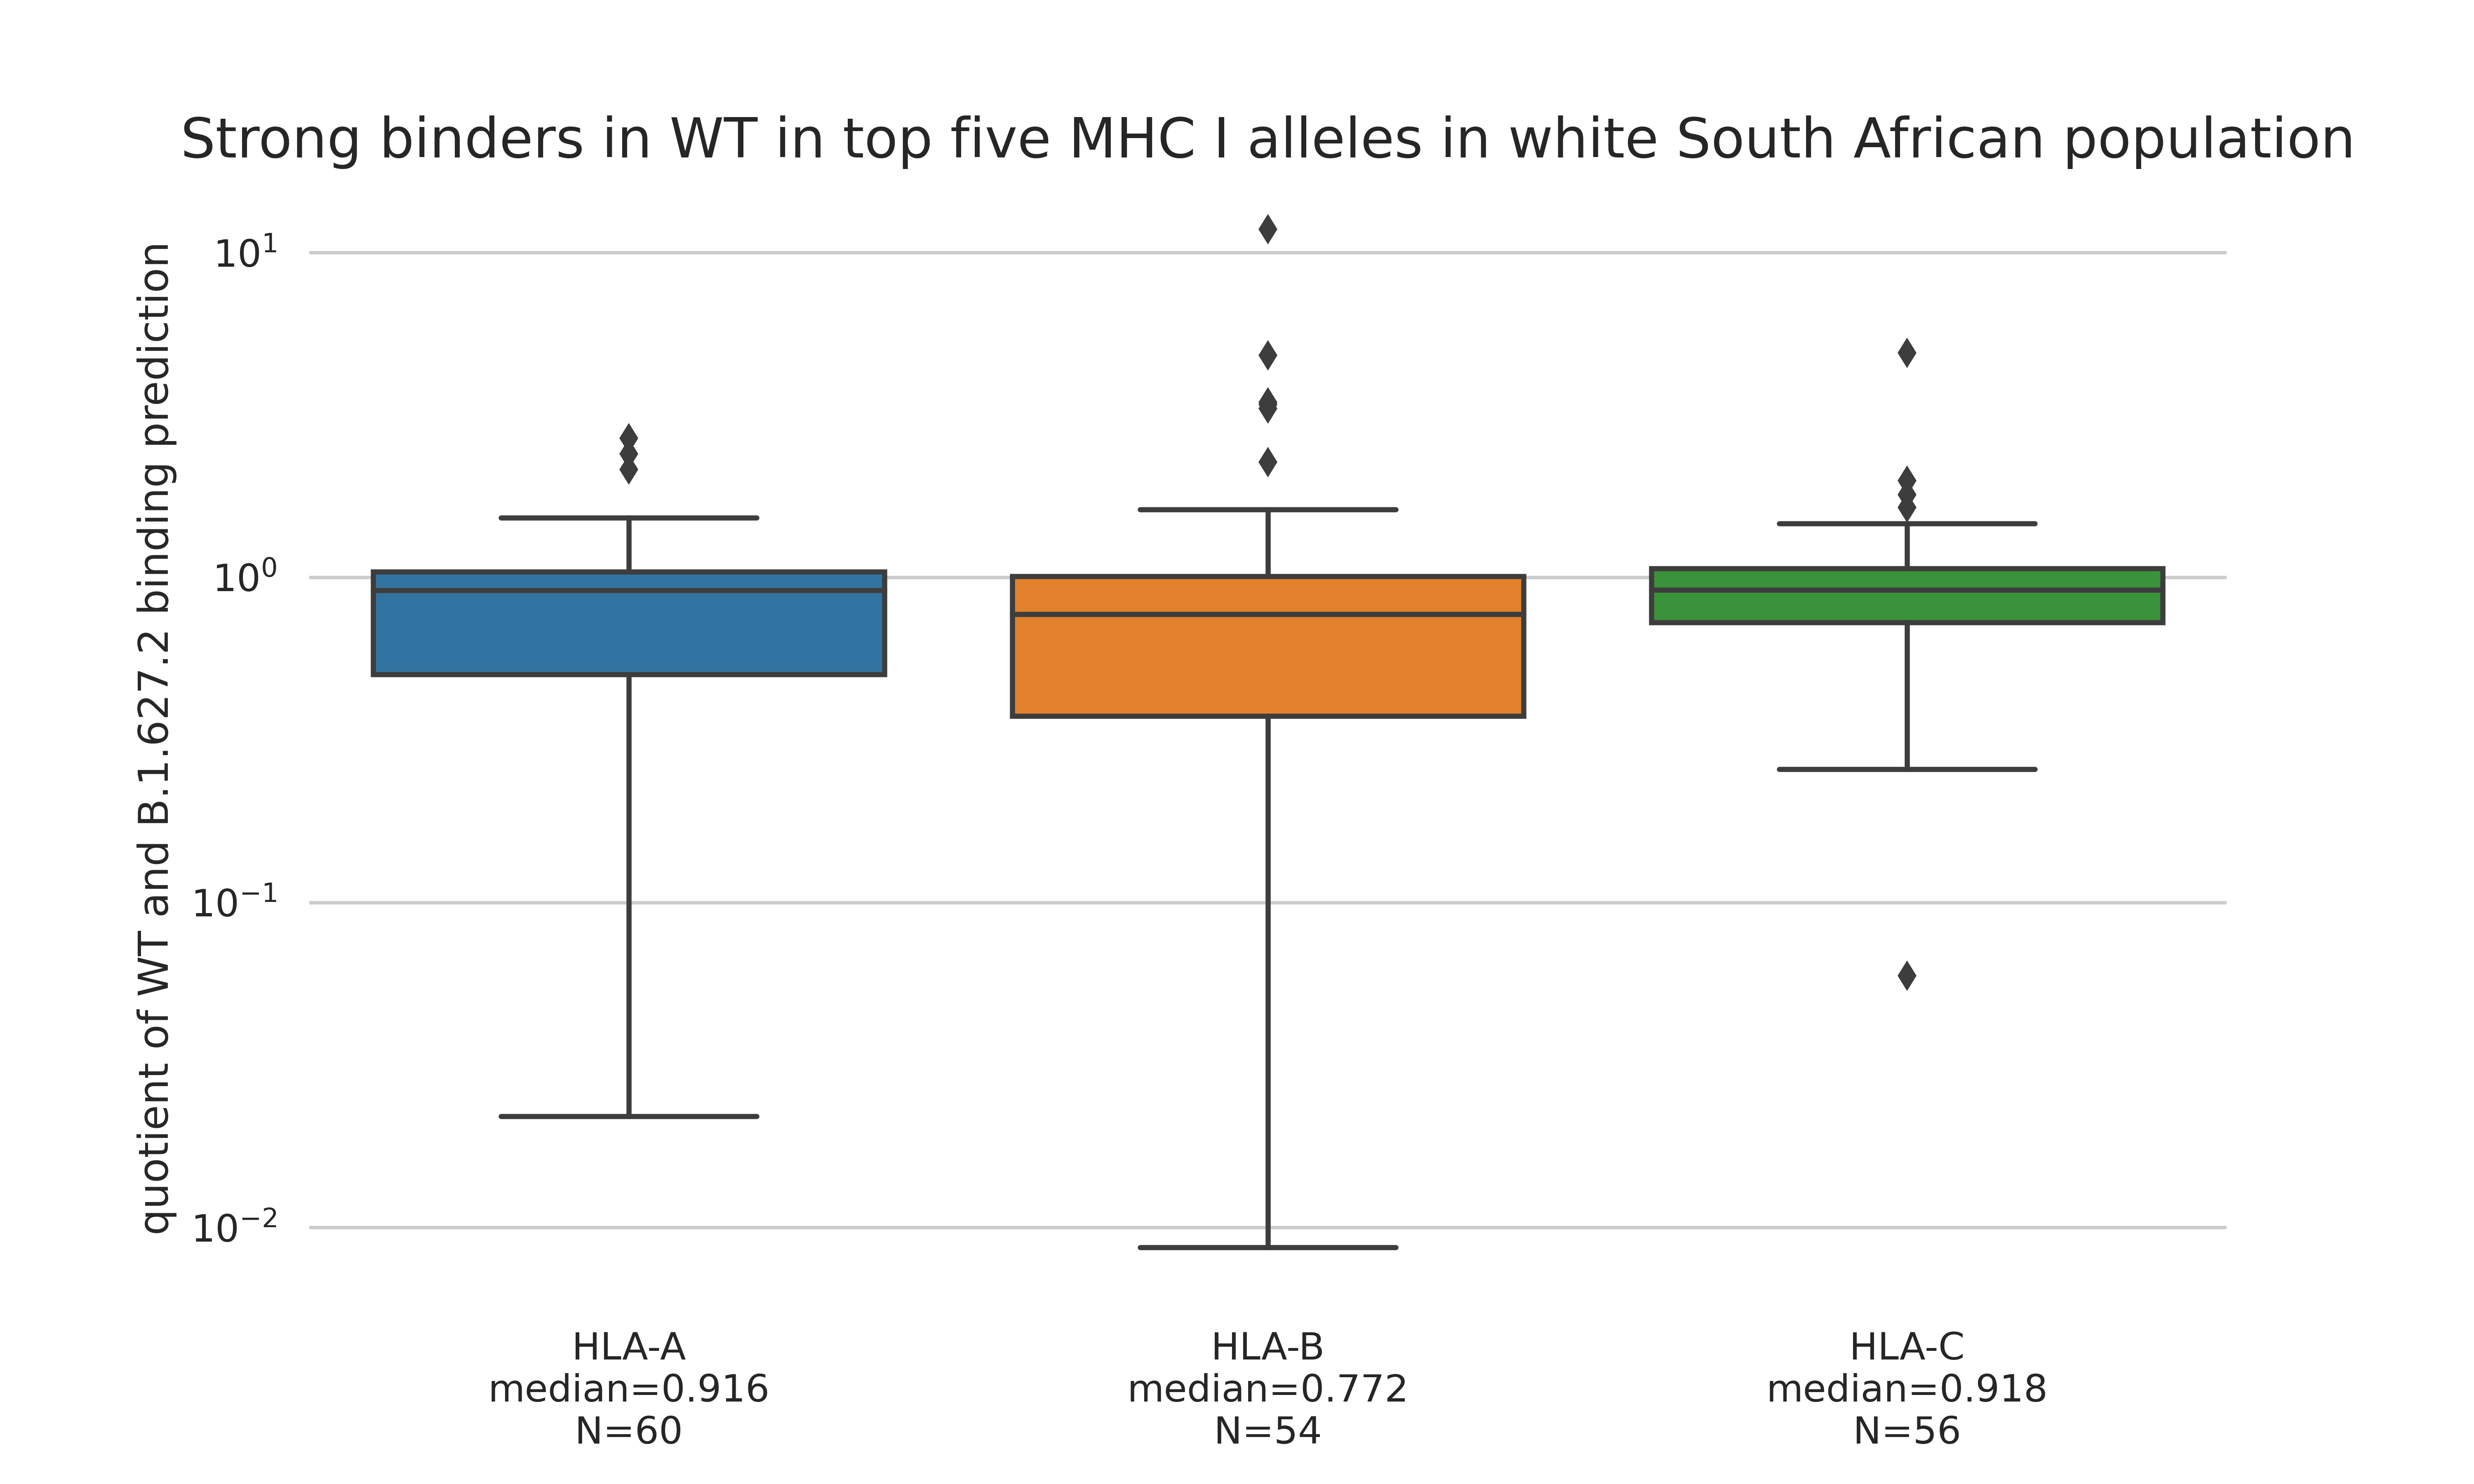 Strong binders in WT in top five MHC I alleles in white South African population
quotient of WT and B.1.627.2 binding prediction
10¹
10⁰
10⁻¹
10⁻²
HLA-A
median=0.916
N=60
HLA-B
median=0.772
N=54
HLA-C
median=0.918
N=56